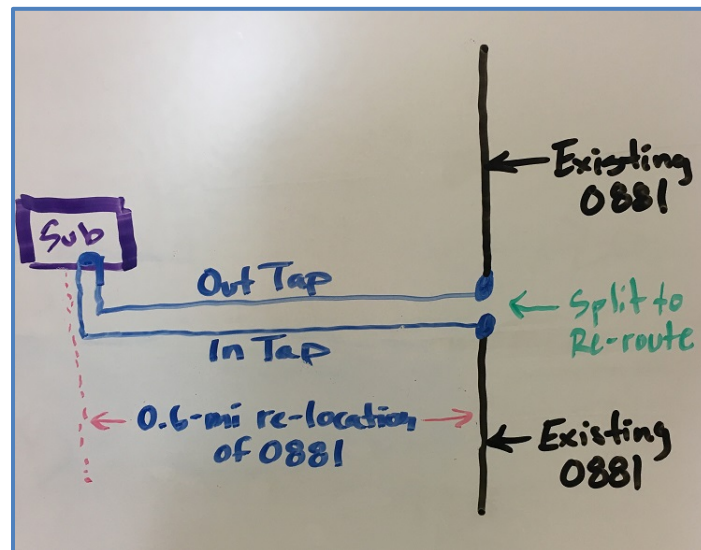 Existing
0881
Sub
Out Tap
Split to
Re-route
In Tap
0.6-mi re-location
of 0881
Existing
0881